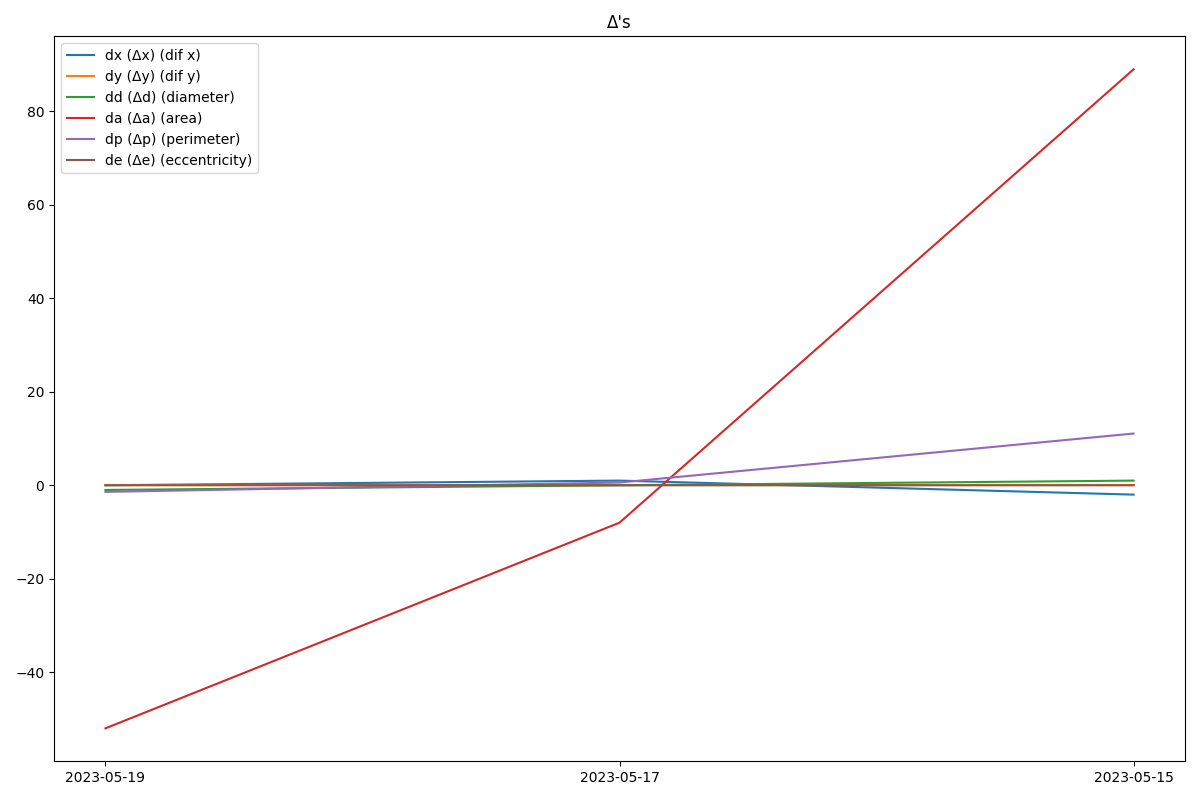 Δ's
dx (Δx) (dif x)
dy (Δy) (dif y)
dd (Δd) (diameter)
da (Δa) (area)
dp (Δp) (perimeter)
de (Δe) (eccentricity)
80
60
40
20
0
−20
−40
2023-05-19
2023-05-17
2023-05-15